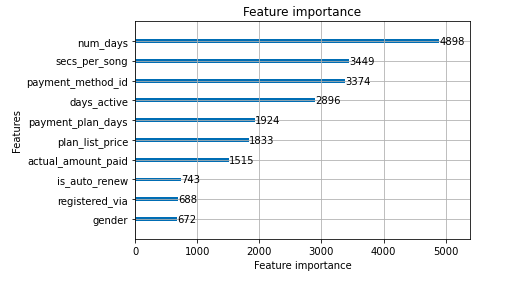 Feature importance
num_days 4898
secs_per_song 3449
payment_method_id 3374
days_active 2896
payment_plan_days 1924
plan_list_price 1833
actual_amount_paid 1515
is_auto_renew 743
registered_via 688
gender 672
Features
0 1000 2000 3000 4000 5000
Feature importance